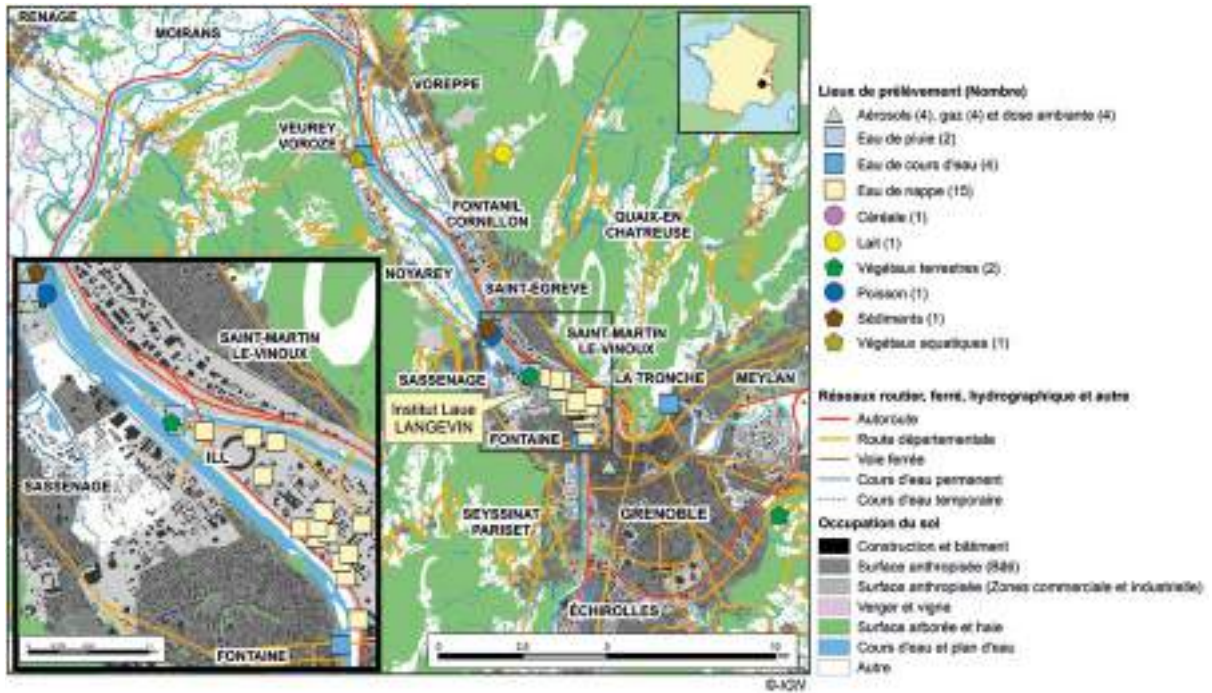 RENAGE
MOIRANS
VOREPPE
VEUREY
VOROZE
FONTANIL
CORNILLON
QUAIX-EN
CHATREUSE
NOYAREY
SAINT-ÉGRÈVE
SAINT-MARTIN
LE-VINOUX
SASSENAGE
LA TRONCHE
MEYLAN
Institut Laue
LANGEVIN
FONTAINE
SEYSSINAT
PARISET
GRENOBLE
ÉCHIROLLES
SAINT-MARTIN
LE-VINOUX
ILL
SASSENAGE
FONTAINE
0
2,5
5
10
©-IGN
Lieux de prélèvement (Nombre)
Aérosols (4), gaz (4) et dose ambiante (4)
Eau de pluie (2)
Eau de cours d'eau (4)
Eau de nappe (15)
Céréale (1)
Lait (1)
Végétaux terrestres (2)
Poisson (1)
Sédiments (1)
Végétaux aquatiques (1)
Réseaux routier, ferré, hydrographique et autre
Autoroute
Route départementale
Voie ferrée
Cours d'eau permanent
Cours d'eau temporaire
Occupation du sol
Construction et bâtiment
Surface anthropisée (Bâti)
Surface anthropisée (Zones commerciale et industrielle)
Verger et vigne
Surface arborée et haie
Cours d'eau et plan d'eau
Autre